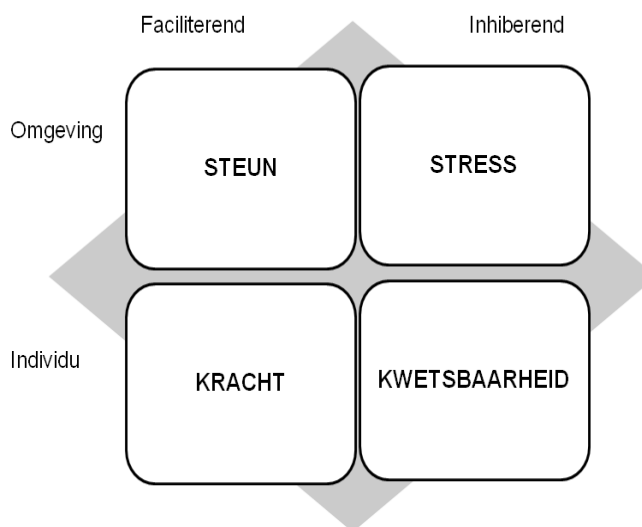 Faciliterend
Inhiberend
Omgeving
STEUN
STRESS
Individu
KRACHT
KWETSBAARHEID